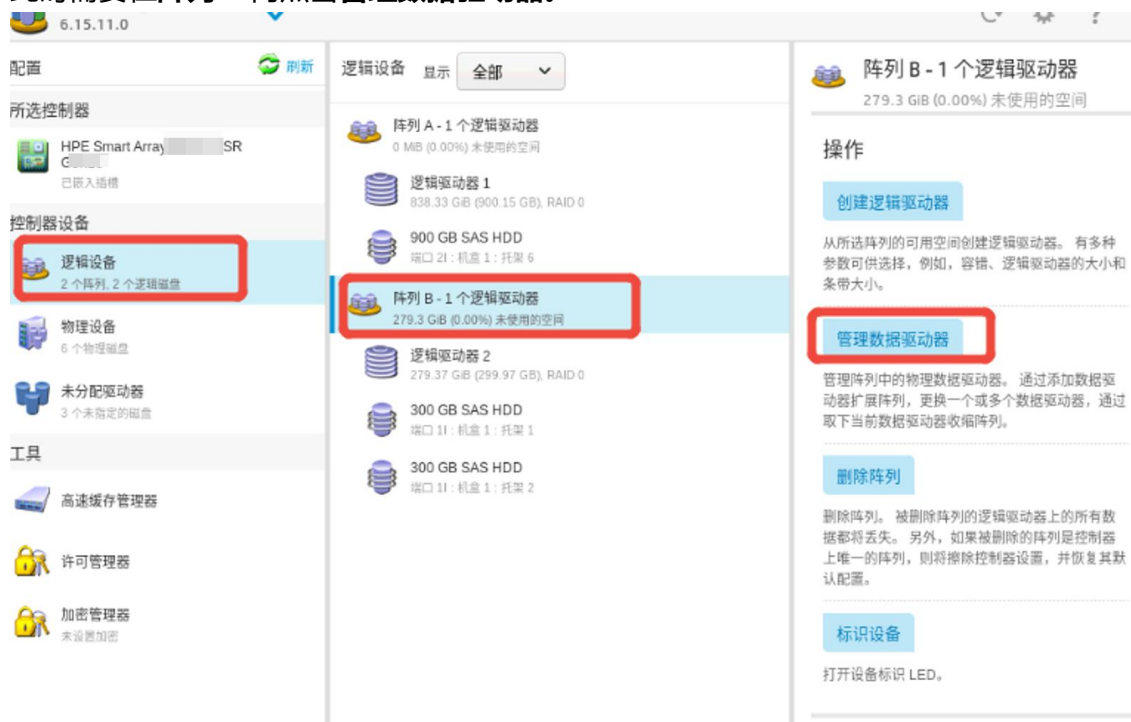 6.15.11.0
配置
刷新
所选控制器
HPE Smart Array SR
已嵌入插槽
控制器设备
逻辑设备
2 个阵列, 2 个逻辑磁盘
物理设备
6 个物理磁盘
未分配驱动器
3 个未指定的磁盘
工具
高速缓存管理器
许可管理器
加密管理器
未设置加密
逻辑设备
显示
全部
阵列 A - 1 个逻辑驱动器
0 MiB (0.00%) 未使用的空间
逻辑驱动器 1
838.33 GiB (900.15 GB), RAID 0
900 GB SAS HDD
端口 2I : 机盒 1 : 托架 6
阵列 B - 1 个逻辑驱动器
279.3 GiB (0.00%) 未使用的空间
逻辑驱动器 2
279.37 GiB (299.97 GB), RAID 0
300 GB SAS HDD
端口 1I : 机盒 1 : 托架 1
300 GB SAS HDD
端口 1I : 机盒 1 : 托架 2
阵列 B - 1 个逻辑驱动器
279.3 GiB (0.00%) 未使用的空间
操作
创建逻辑驱动器
从所选阵列的可用空间创建逻辑驱动器。 有多种
参数可供选择，例如，容错、逻辑驱动器的大小和
条带大小。
管理数据驱动器
管理阵列中的物理数据驱动器。 通过添加数据驱
动器扩展阵列，更换一个或多个数据驱动器，通过
取下当前数据驱动器收缩阵列。
删除阵列
删除阵列。 被删除阵列的逻辑驱动器上的所有数
据都将丢失。 另外，如果被删除的阵列是控制器
上唯一的阵列，则将擦除控制器设置，并恢复其默
认配置。
标识设备
打开设备标识 LED。